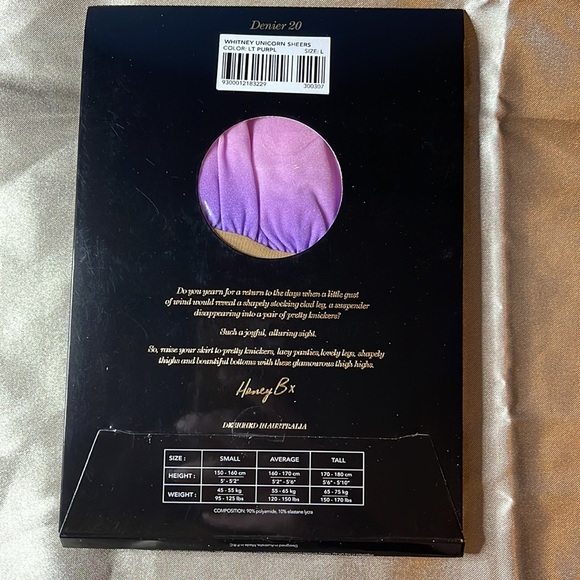 Denier 20
WHITNEY UNICORN SHEERS
COLOR: LT PURPL SIZE: L
9300012183229 300307
Do you yearn for a return to the days when a little gust
of wind would reveal a shapely stocking clad leg, a suspender
disappearing into a pair of pretty knickers?
Such a joyful, alluring sight.
So, raise your skirt to pretty knickers, lacy panties, lovely legs, shapely
thighs and bountiful bottoms with these glamourous thigh highs.
Honey B x
DESIGNED IN AUSTRALIA
SIZE : SMALL AVERAGE TALL
HEIGHT : 150 - 160 cm 160 - 170 cm 170 - 180 cm
5' - 5'2" 5'2" - 5'6" 5'6" - 5'10"
WEIGHT : 45 - 55 kg 55 - 65 kg 65 - 75 kg
95 - 125 lbs 120 - 150 lbs 150 - 170 lbs
COMPOSITION: 90% polyamide, 10% elastane lycra
Designed in Australia, Made in P.R.C